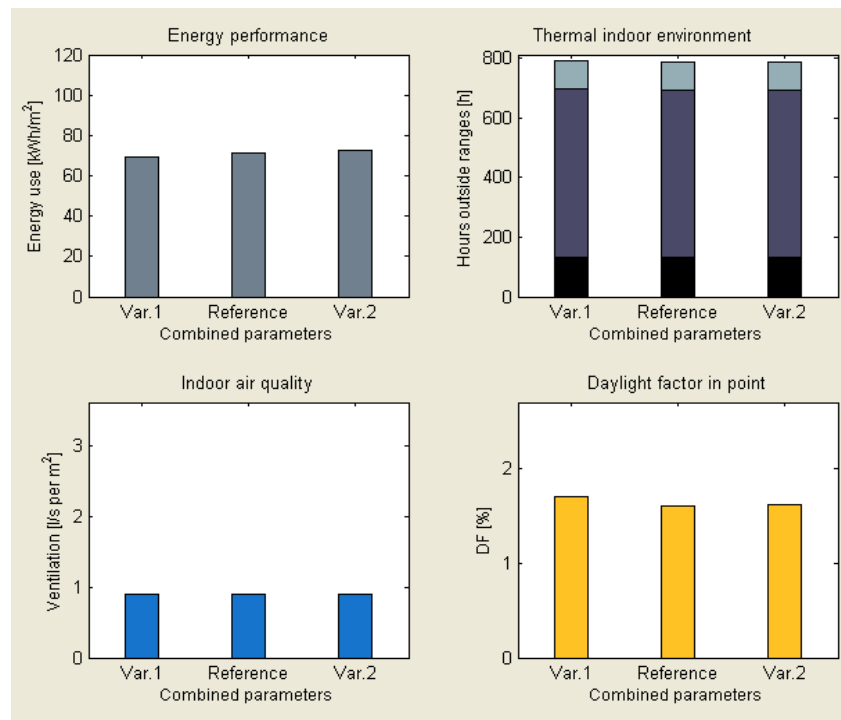 Energy performance
120
100
80
60
40
20
0
Energy use [kWh/m²]
Var.1 Reference Var.2
Combined parameters
Thermal indoor environment
800
600
400
200
0
Hours outside ranges [h]
Var.1 Reference Var.2
Combined parameters
Indoor air quality
3
2
1
0
Ventilation [l/s per m²]
Var.1 Reference Var.2
Combined parameters
Daylight factor in point
2
1
0
DF [%]
Var.1 Reference Var.2
Combined parameters